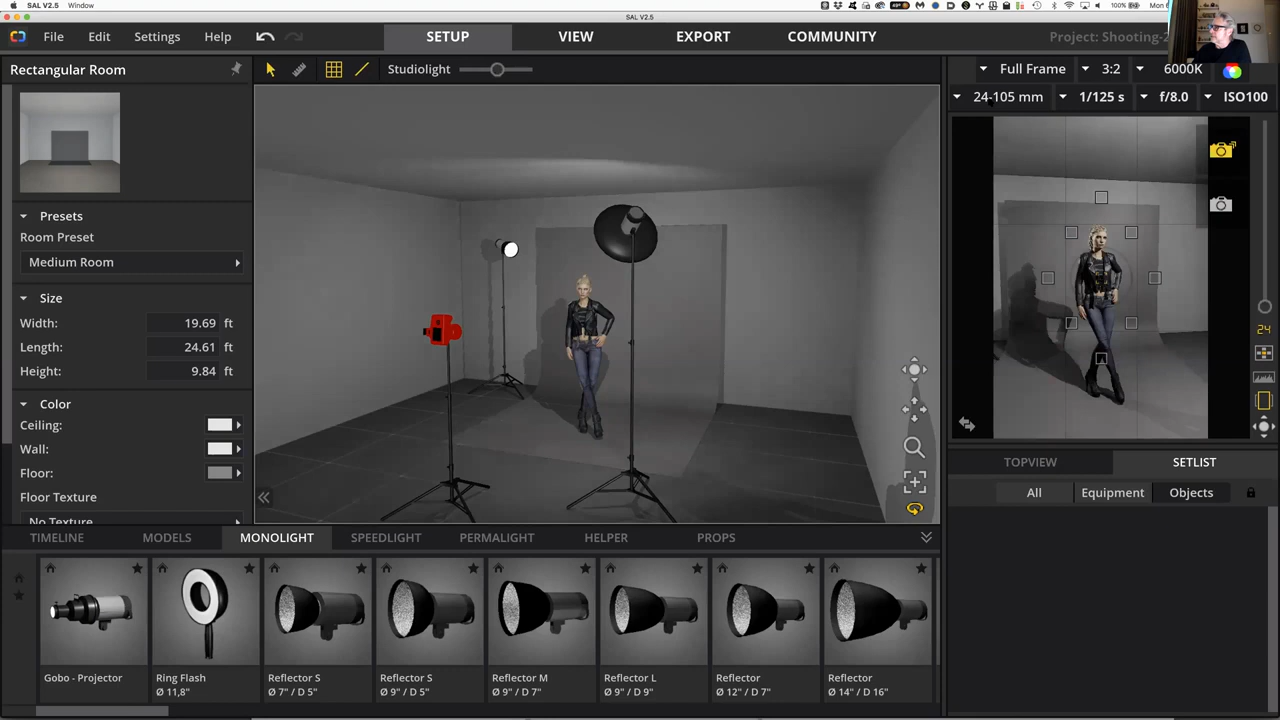 SAL V2.5 Window
100%
Mon
SAL V2.5
File Edit Settings Help
SETUP VIEW EXPORT COMMUNITY
Project: Shooting-2
Rectangular Room
Studiolight
Full Frame 3:2 6000K
24-105 mm 1/125 s f/8.0 ISO100
Presets
Room Preset
Medium Room
Size
Width: 19.69 ft
Length: 24.61 ft
Height: 9.84 ft
Color
Ceiling:
Wall:
Floor:
Floor Texture
No Texture
24
TOPVIEW SETLIST
All Equipment Objects
TIMELINE MODELS MONOLIGHT SPEEDLIGHT PERMALIGHT HELPER PROPS
Gobo - Projector
Ring Flash
Ø 11,8"
Reflector S
Ø 7" / D 5"
Reflector S
Ø 9" / D 5"
Reflector M
Ø 9" / D 7"
Reflector L
Ø 9" / D 9"
Reflector
Ø 12" / D 7"
Reflector
Ø 14" / D 16"